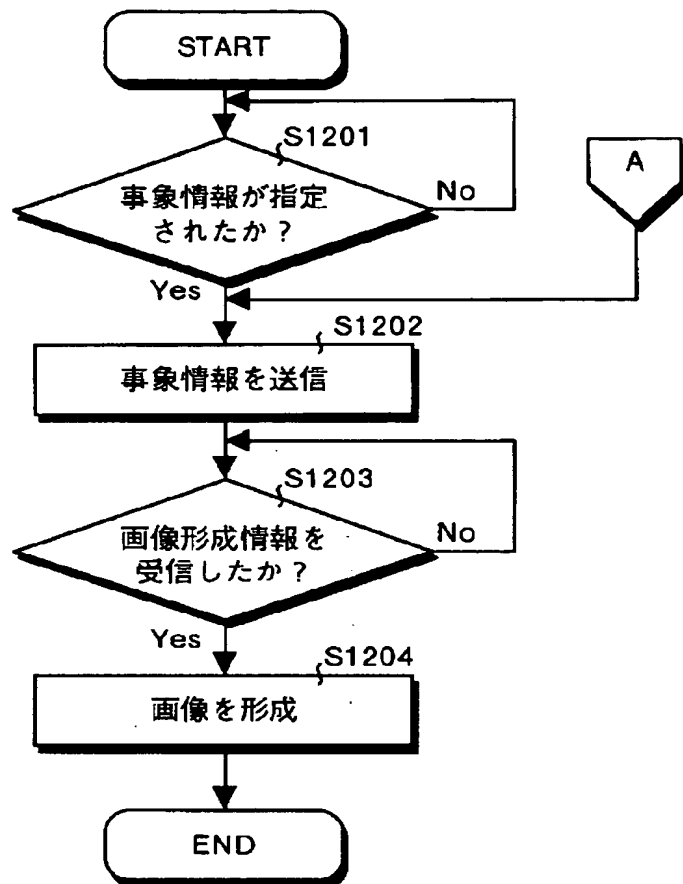 START
S1201
事象情報が指定
されたか？
No
A
Yes
S1202
事象情報を送信
S1203
画像形成情報を
受信したか？
No
Yes
S1204
画像を形成
END